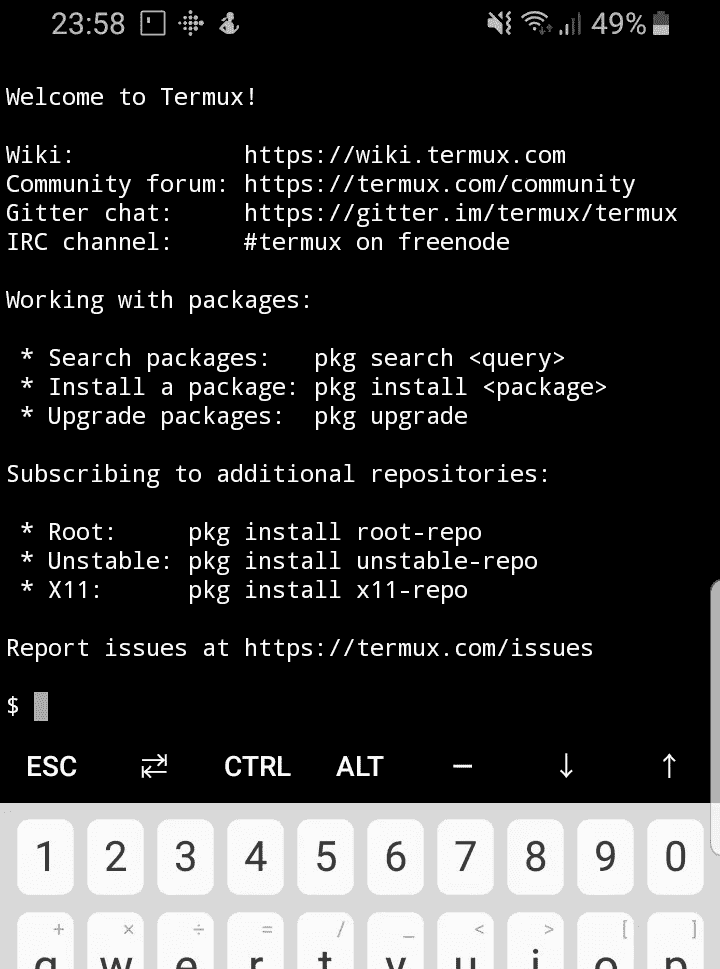 23:58 49%
Welcome to Termux!
Wiki: https://wiki.termux.com
Community forum: https://termux.com/community
Gitter chat: https://gitter.im/termux/termux
IRC channel: #termux on freenode
Working with packages:
* Search packages: pkg search <query>
* Install a package: pkg install <package>
* Upgrade packages: pkg upgrade
Subscribing to additional repositories:
* Root: pkg install root-repo
* Unstable: pkg install unstable-repo
* X11: pkg install x11-repo
Report issues at https://termux.com/issues
$
ESC ⇄ CTRL ALT — ↓ ↑
1 2 3 4 5 6 7 8 9 0
+ × ÷ = / _ < > [ ]
q w e r t y u i o p